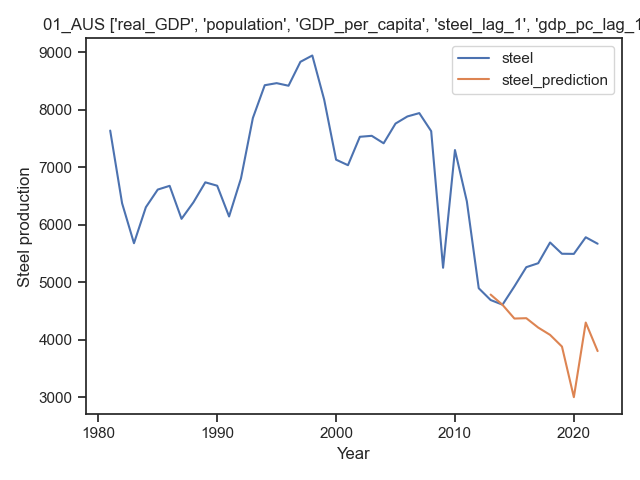 01_AUS ['real_GDP', 'population', 'GDP_per_capita', 'steel_lag_1', 'gdp_pc_lag_1
steel
steel_prediction
9000
8000
7000
6000
5000
4000
3000
Steel production
1980 1990 2000 2010 2020
Year